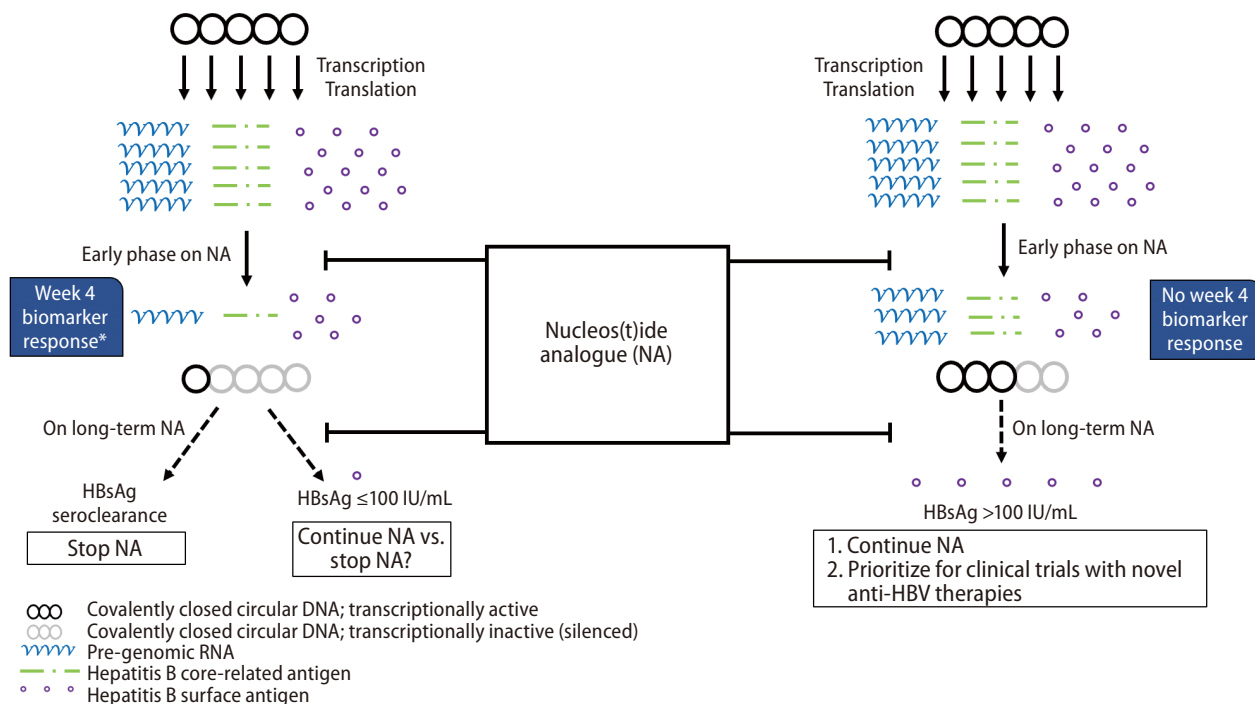 Transcription
Translation
Early phase on NA
Week 4
biomarker
response*
On long-term NA
HBsAg
seroclearance
Stop NA
HBsAg ≤100 IU/mL
Continue NA vs.
stop NA?
Nucleos(t)ide
analogue (NA)
Transcription
Translation
Early phase on NA
No week 4
biomarker
response
On long-term NA
HBsAg >100 IU/mL
1. Continue NA
2. Prioritize for clinical trials with novel
anti-HBV therapies
Covalently closed circular DNA; transcriptionally active
Covalently closed circular DNA; transcriptionally inactive (silenced)
Pre-genomic RNA
Hepatitis B core-related antigen
Hepatitis B surface antigen